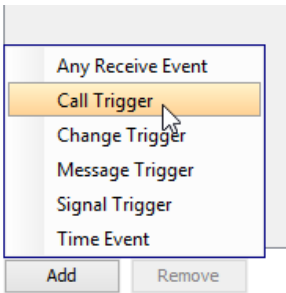 Any Receive Event
Call Trigger
Change Trigger
Message Trigger
Signal Trigger
Time Event
Add Remove